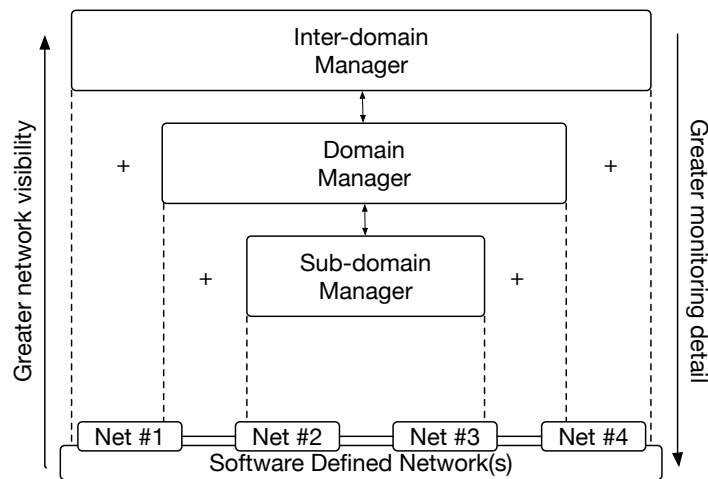 Inter-domain
Manager
Greater network visibility
Greater monitoring detail
+
Domain
Manager
+
+
Sub-domain
Manager
+
Net #1
Net #2
Net #3
Net #4
Software Defined Network(s)